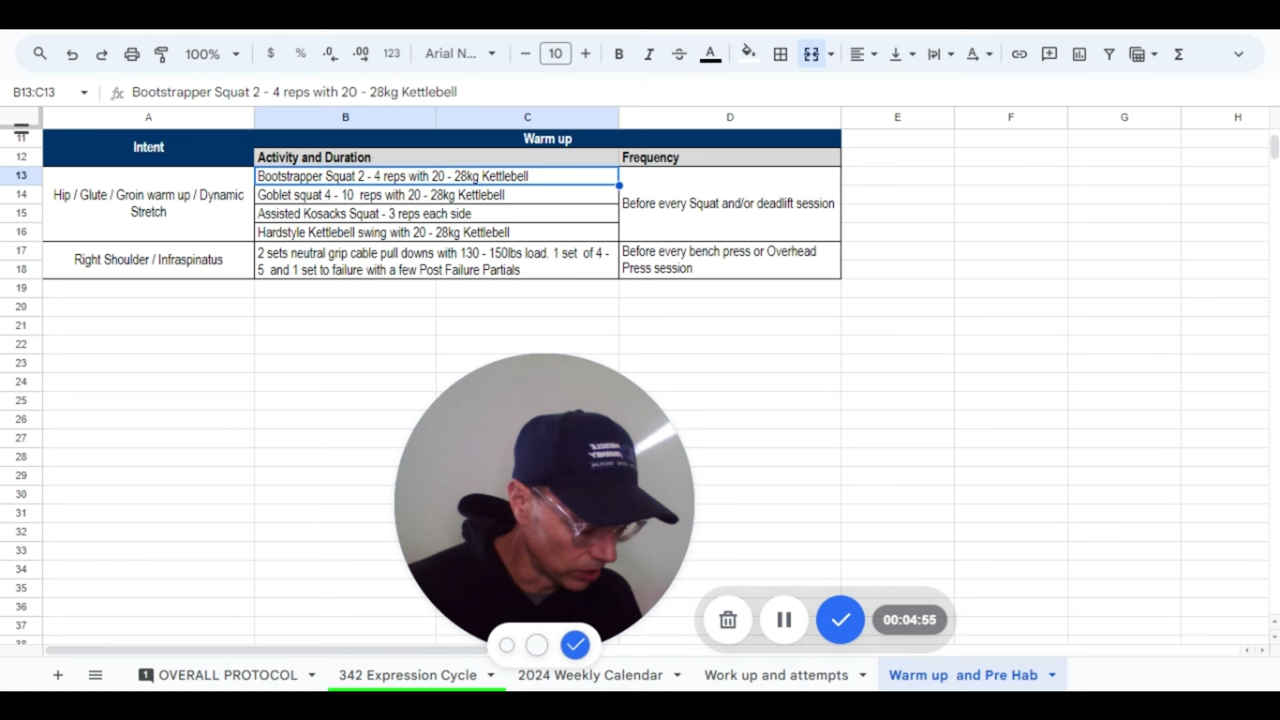 100% $ % .0 .00 123 Arial N... − 10 + B I A Σ
B13:C13 fx Bootstrapper Squat 2 - 4 reps with 20 - 28kg Kettlebell
A B C D E F G H
11 Intent Warm up
12 Activity and Duration Frequency
13 Bootstrapper Squat 2 - 4 reps with 20 - 28kg Kettlebell
14 Hip / Glute / Groin warm up / Dynamic Goblet squat 4 - 10 reps with 20 - 28kg Kettlebell Before every Squat and/or deadlift session
15 Stretch Assisted Kosacks Squat - 3 reps each side
16 Hardstyle Kettlebell swing with 20 - 28kg Kettlebell
17 Right Shoulder / Infraspinatus 2 sets neutral grip cable pull downs with 130 - 150lbs load. 1 set of 4 - Before every bench press or Overhead
18 5 and 1 set to failure with a few Post Failure Partials Press session
19
20
21
22
23
24
25
26
27
28
29
30
31
32
33
34
35
36
37
38
00:04:55
+ 1 OVERALL PROTOCOL 342 Expression Cycle 2024 Weekly Calendar Work up and attempts Warm up and Pre Hab